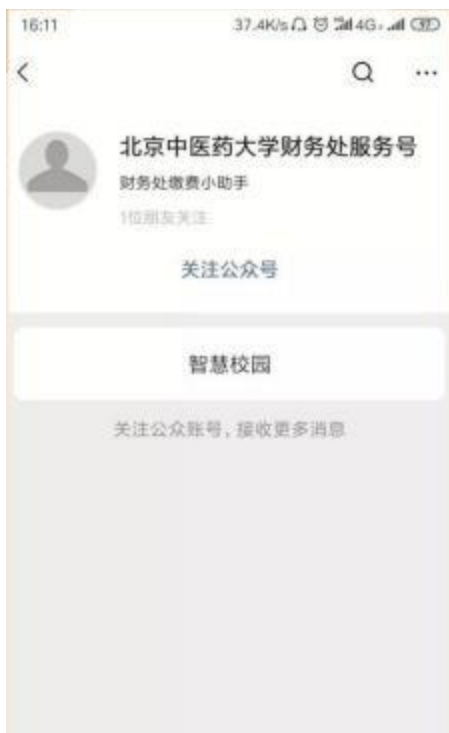 16:11 37.4K/s 4G
北京中医药大学财务处服务号
财务处缴费小助手
1位朋友关注
关注公众号
智慧校园
关注公众账号，接收更多消息